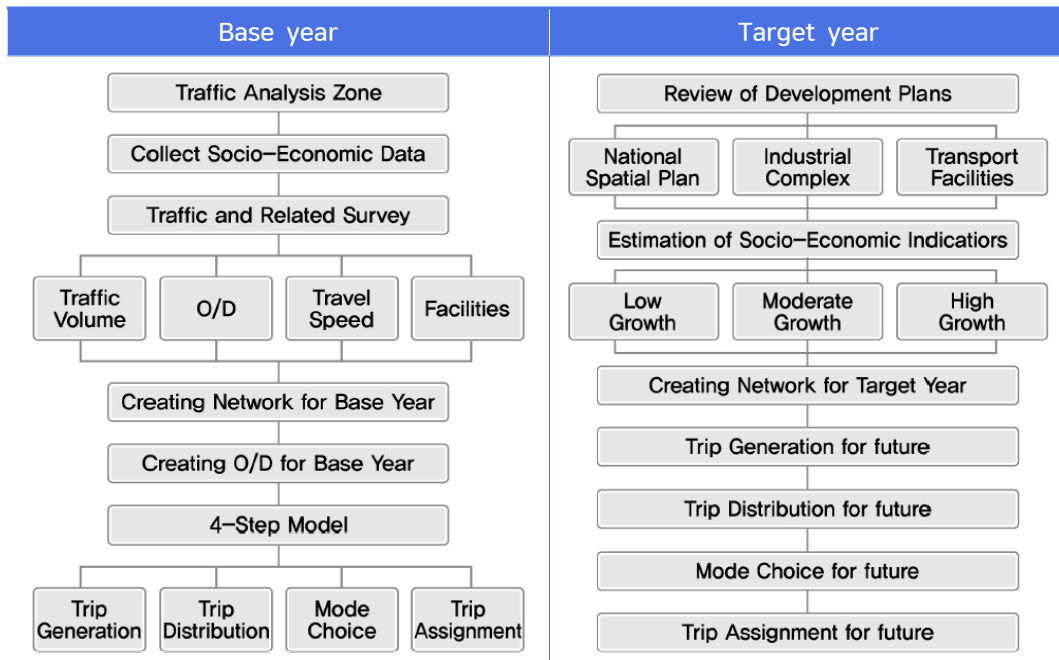 Base year
Target year
Traffic Analysis Zone
Collect Socio-Economic Data
Traffic and Related Survey
Traffic
Volume
O/D
Travel
Speed
Facilities
Creating Network for Base Year
Creating O/D for Base Year
4-Step Model
Trip
Generation
Trip
Distribution
Mode
Choice
Trip
Assignment
Review of Development Plans
National
Spatial Plan
Industrial
Complex
Transport
Facilities
Estimation of Socio-Economic Indicatiors
Low
Growth
Moderate
Growth
High
Growth
Creating Network for Target Year
Trip Generation for future
Trip Distribution for future
Mode Choice for future
Trip Assignment for future